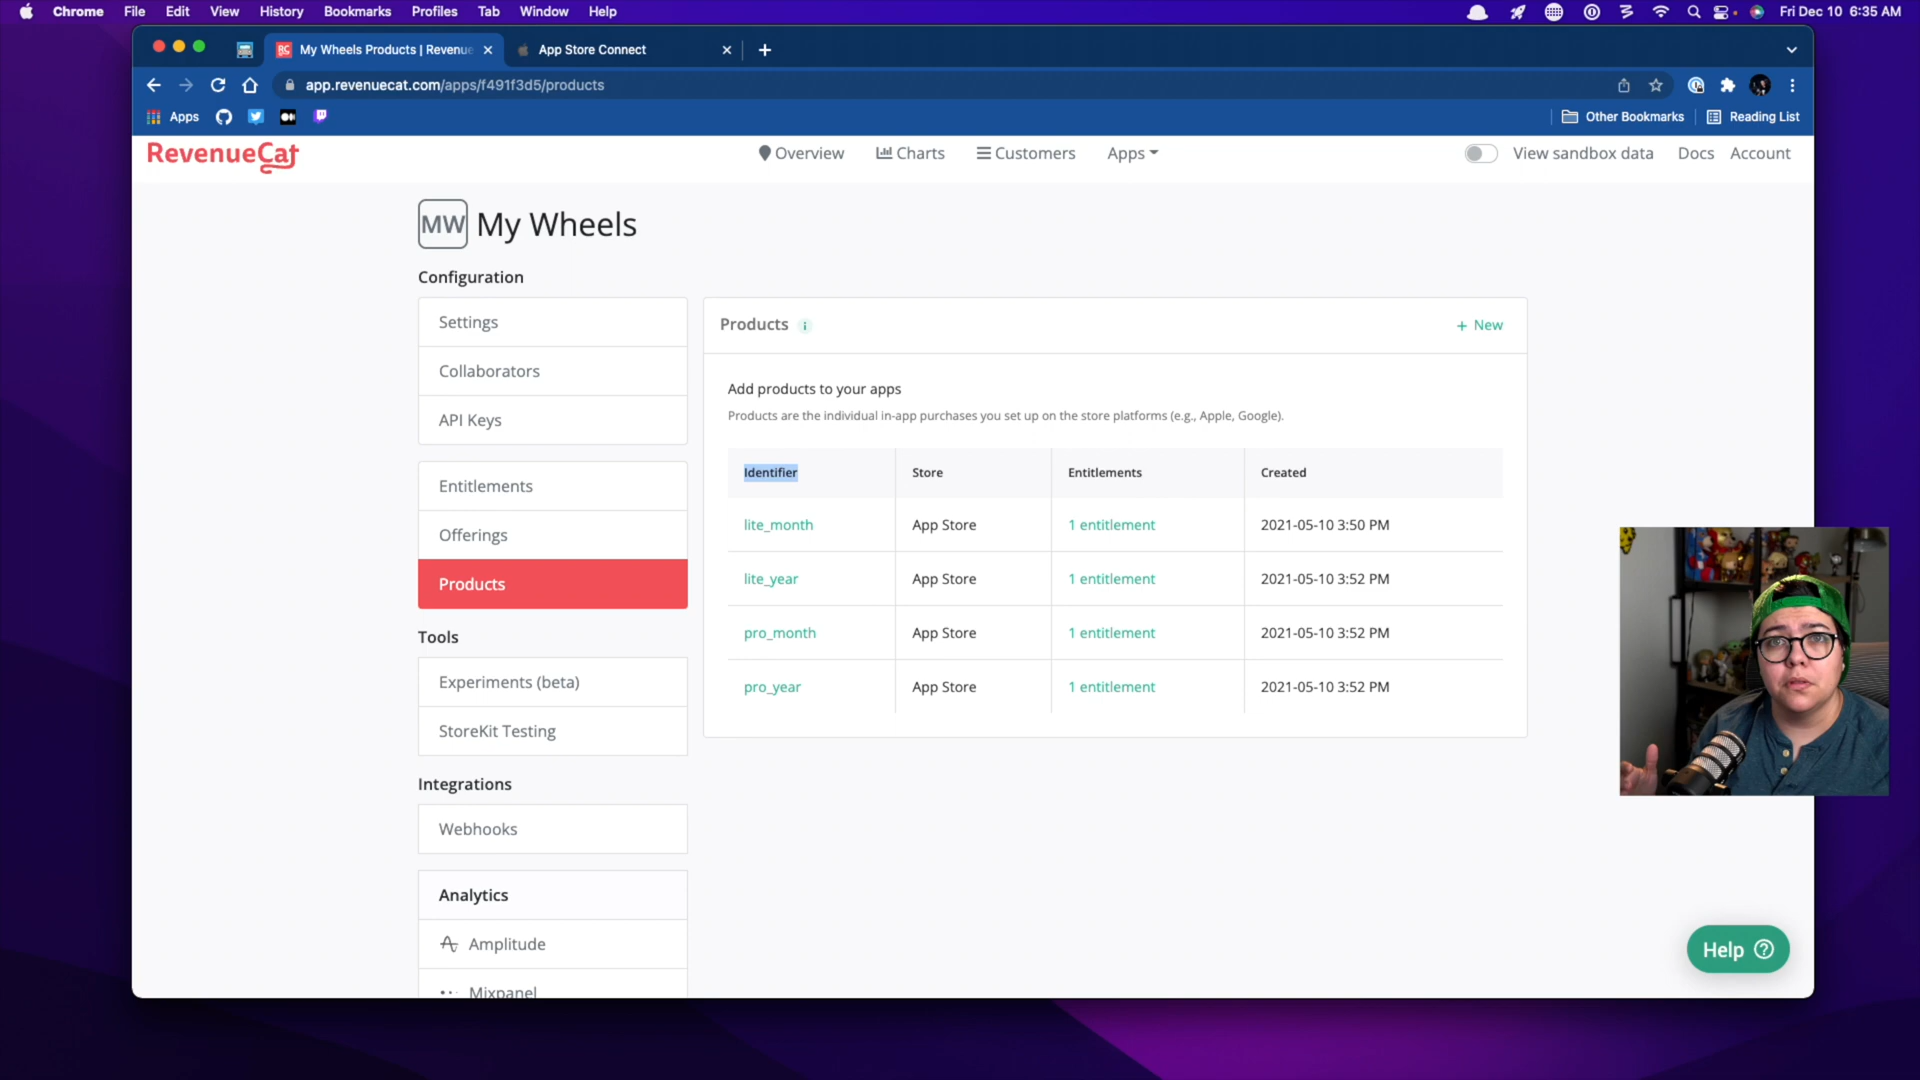 Chrome File Edit View History Bookmarks Profiles Tab Window Help Fri Dec 10 6:35 AM
RC My Wheels Products | Revenue App Store Connect
app.revenuecat.com/apps/f491f3d5/products
Apps Other Bookmarks Reading List
RevenueCat Overview Charts Customers Apps View sandbox data Docs Account
MW My Wheels
Configuration
Settings
Collaborators
API Keys
Entitlements
Offerings
Products
Tools
Experiments (beta)
StoreKit Testing
Integrations
Webhooks
Analytics
Amplitude
Mixpanel
Products i + New
Add products to your apps
Products are the individual in-app purchases you set up on the store platforms (e.g., Apple, Google).
Identifier Store Entitlements Created
lite_month App Store 1 entitlement 2021-05-10 3:50 PM
lite_year App Store 1 entitlement 2021-05-10 3:52 PM
pro_month App Store 1 entitlement 2021-05-10 3:52 PM
pro_year App Store 1 entitlement 2021-05-10 3:52 PM
Help ?